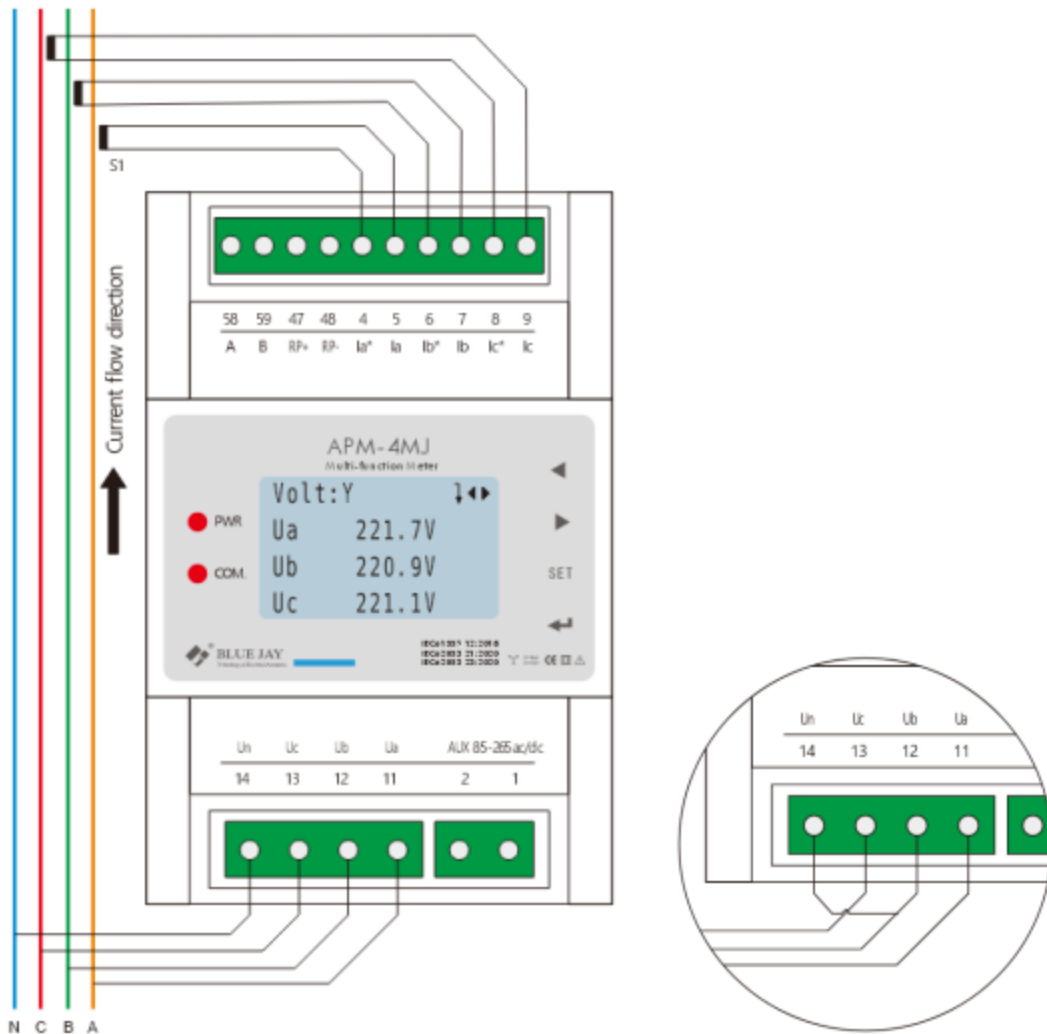 S1
Current flow direction
58 59 47 48 4 5 6 7 8 9
A B RP+ RP- Ia* Ia Ib* Ib Ic* Ic
APM-4MJ
Multi-function Meter
Volt:Y
Ua 221.7V
PWR
Ub 220.9V
COM.
SET
Uc 221.1V
BLUE JAY
Un Uc Ub Ua AUX 85-265ac/dc
14 13 12 11 2 1
Un Uc Ub Ua
14 13 12 11
N C B A